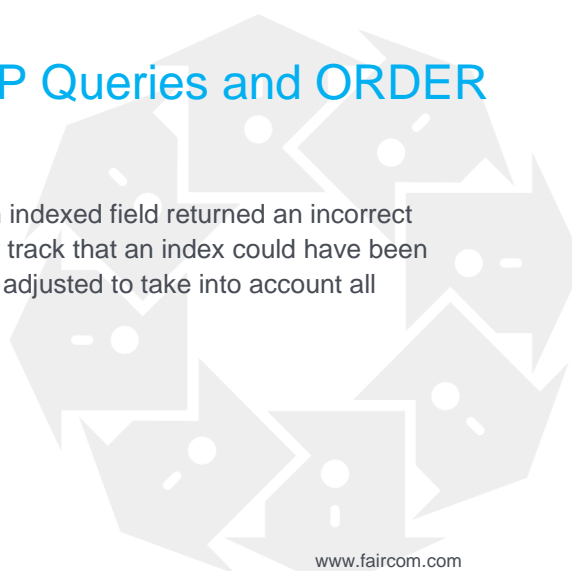 P Queries and ORDER
indexed field returned an incorrect
track that an index could have been
adjusted to take into account all
www.faircom.com